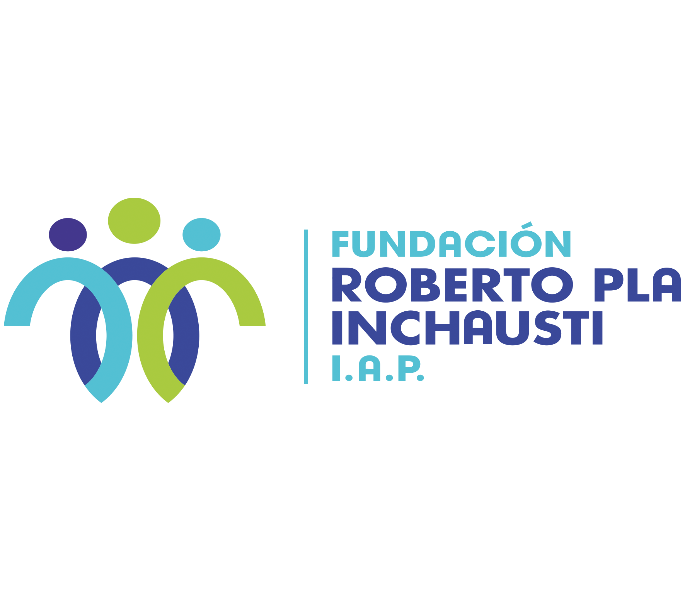 FUNDACIÓN
ROBERTO PLA
INCHAUSTI
I.A.P.